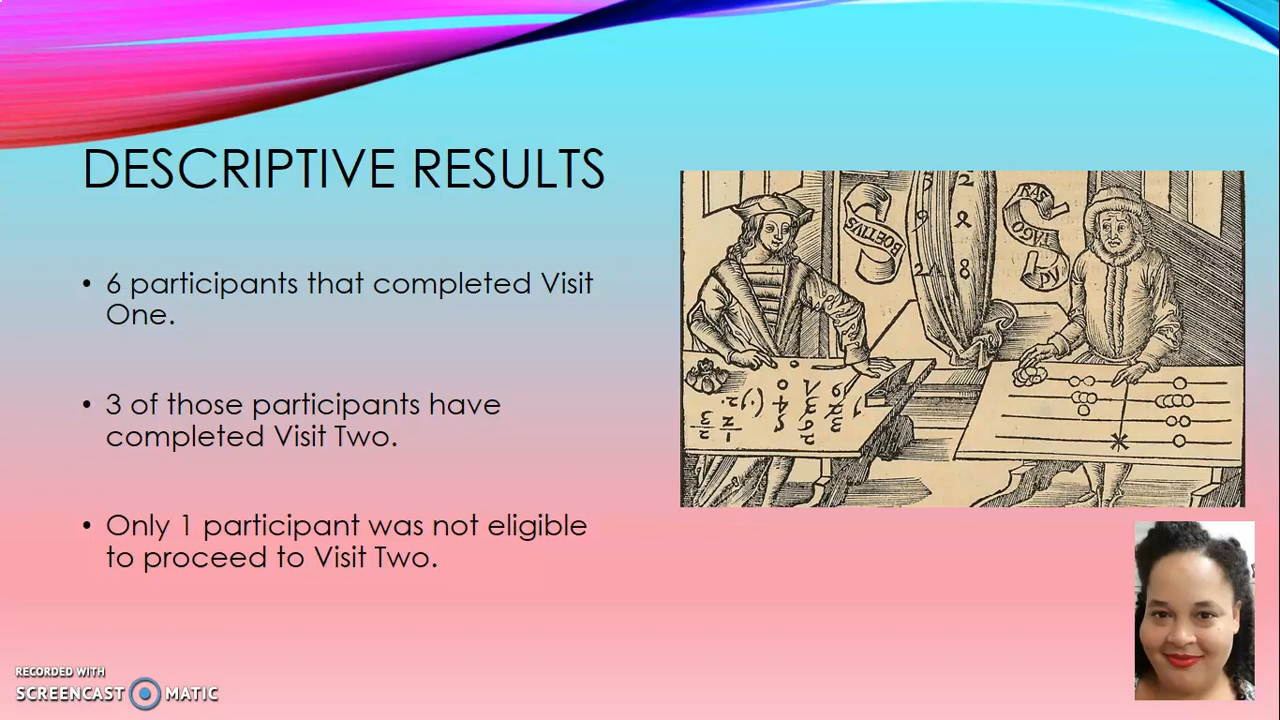 DESCRIPTIVE RESULTS
• 6 participants that completed Visit
One.
• 3 of those participants have
completed Visit Two.
• Only 1 participant was not eligible
to proceed to Visit Two.
BOETIVS
RECORDED WITH
SCREENCAST MATIC